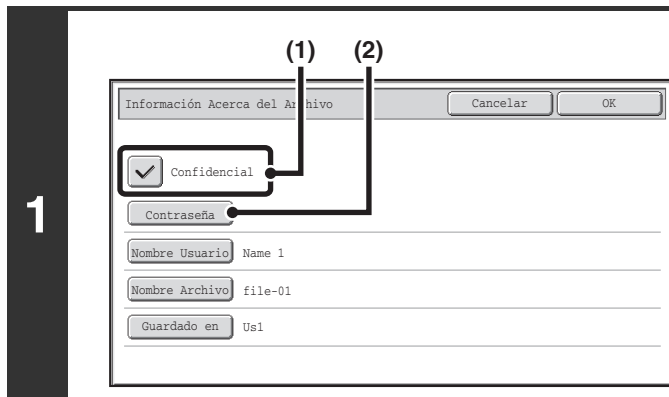 (1) (2)
Información Acerca del Archivo Cancelar OK
Confidencial
1
Contraseña
Nombre Usuario Name 1
Nombre Archivo file-01
Guardado en Us1